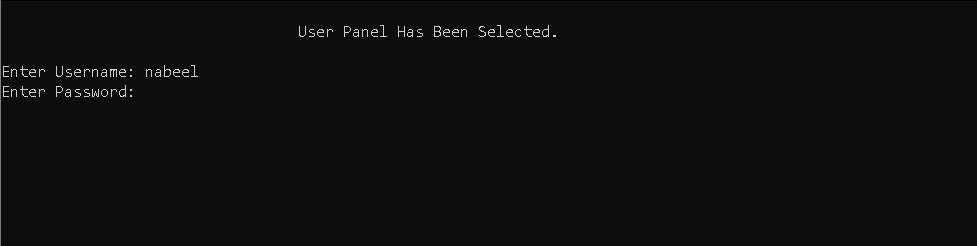 User Panel Has Been Selected.
Enter Username: nabeel
Enter Password: